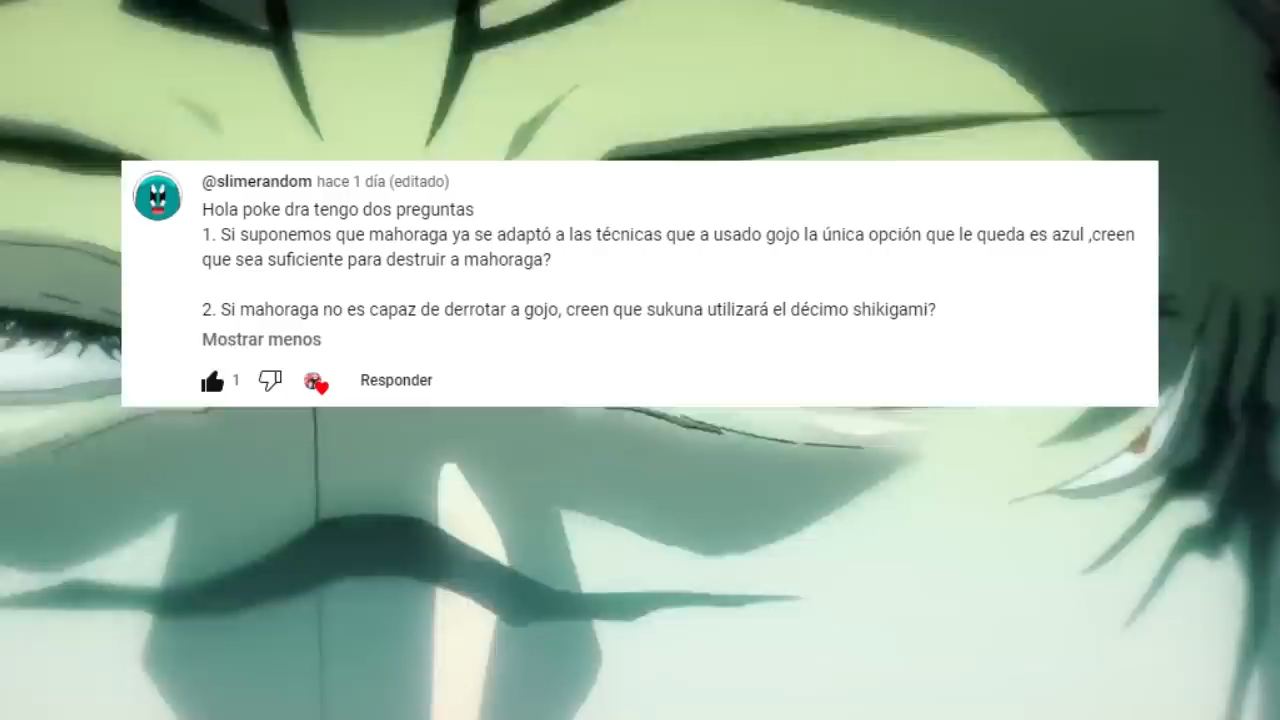 @slimerandom hace 1 día (editado)
Hola poke dra tengo dos preguntas
1. Si suponemos que mahoraga ya se adaptó a las técnicas que a usado gojo la única opción que le queda es azul ,creen
que sea suficiente para destruir a mahoraga?
2. Si mahoraga no es capaz de derrotar a gojo, creen que sukuna utilizará el décimo shikigami?
Mostrar menos
1 Responder